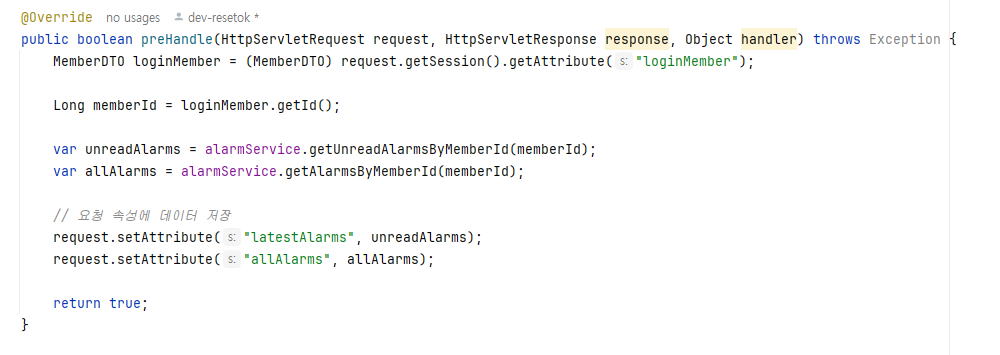 @Override no usages dev-resetok *
public boolean preHandle(HttpServletRequest request, HttpServletResponse response, Object handler) throws Exception {
MemberDTO loginMember = (MemberDTO) request.getSession().getAttribute( s: "loginMember");
Long memberId = loginMember.getId();
var unreadAlarms = alarmService.getUnreadAlarmsByMemberId(memberId);
var allAlarms = alarmService.getAlarmsByMemberId(memberId);
// 요청 속성에 데이터 저장
request.setAttribute( s: "latestAlarms", unreadAlarms);
request.setAttribute( s: "allAlarms", allAlarms);
return true;
}